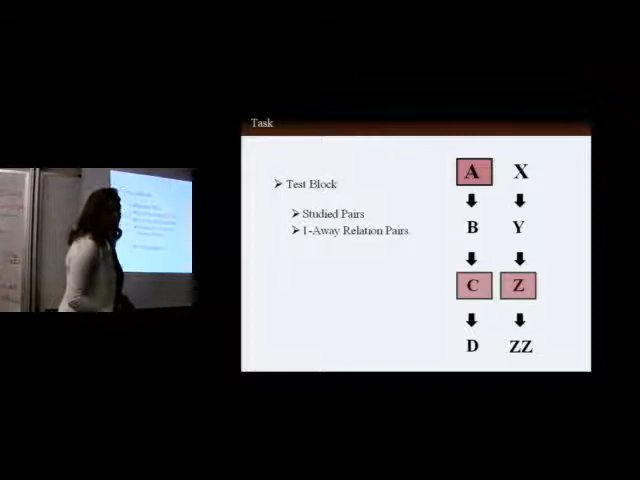 Task
➢ Test Block
➢ Studied Pairs
➢ 1-Away Relation Pairs
A X
B Y
C Z
D ZZ